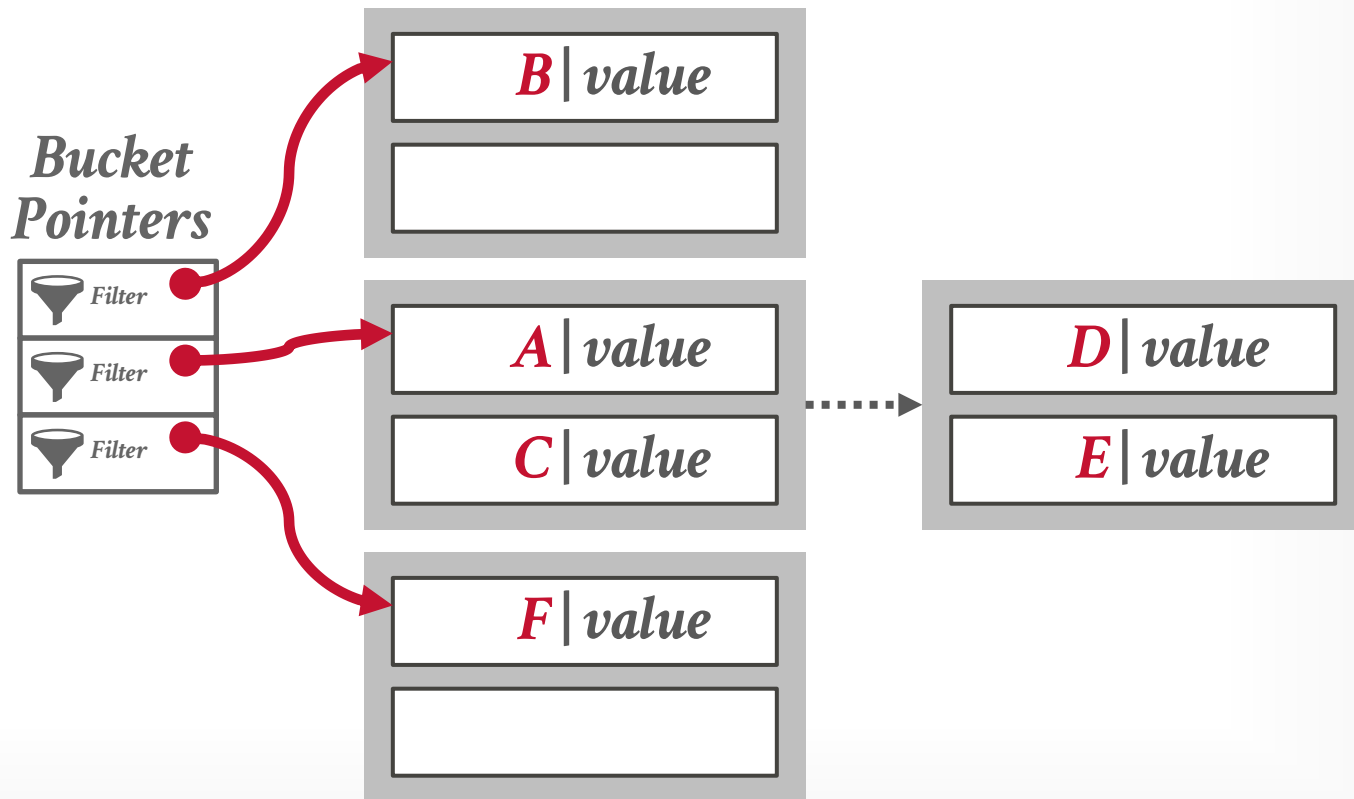 Bucket
Pointers
Filter
Filter
Filter
B|value
A|value
C|value
D|value
E|value
F|value